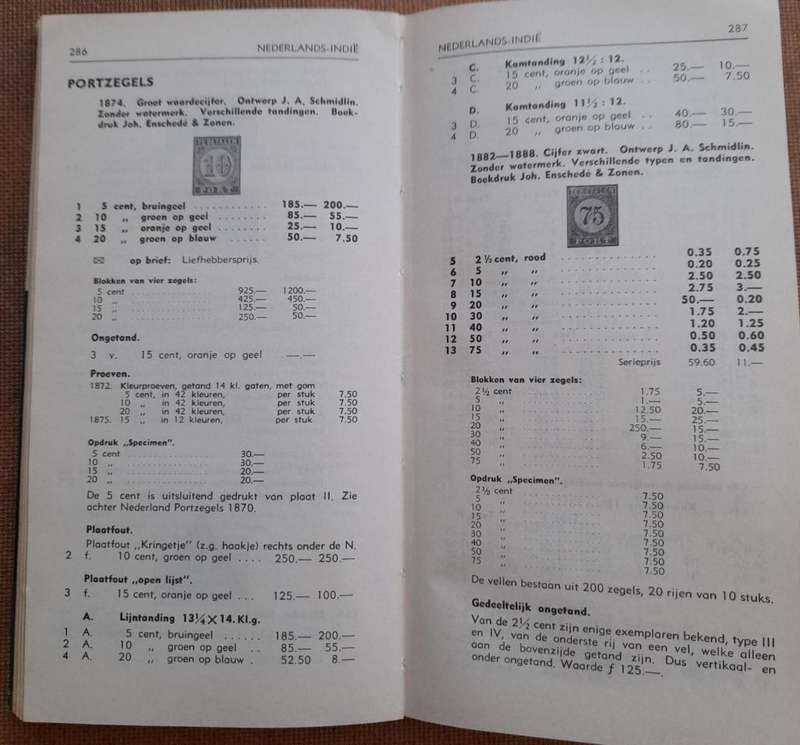 286 NEDERLANDS-INDIË
PORTZEGELS
1874. Groot waardecijfer. Ontwerp J. A. Schmidlin.
Zonder watermerk. Verschillende tandingen. Boek-
druk Joh. Enschedé & Zonen.
TE BETALEN
10
1 5 cent, bruingeel ............ 185.— 200.—
2 10 „ groen op geel ........ 85.— 55.—
3 15 „ oranje op geel ........ 25.— 10.—
4 20 „ groen op blauw ...... 50.— 7.50
✉ op brief: Liefhebbersprijs.
Blokken van vier zegels:
5 cent .................. 925.— 1200.—
10 „ .................. 425.— 450.—
15 „ .................. 125.— 50.—
20 „ .................. 250.— 50.—
Ongetand.
3 v. 15 cent, oranje op geel —.—
Proeven.
1872. Kleurproeven, getand 14 kl. gaten, met gom
5 cent, in 42 kleuren, per stuk 7.50
10 „ in 42 kleuren, per stuk 7.50
20 „ in 42 kleuren, per stuk 7.50
1875. 15 „ in 12 kleuren, per stuk 7.50
Opdruk „Specimen".
5 cent .................. 30.—
10 „ .................. 30.—
15 „ .................. 20.—
20 „ .................. 20.—
De 5 cent is uitsluitend gedrukt van plaat II. Zie
achter Nederland Portzegels 1870.
Plaatfout.
Plaatfout „Kringetje" (z.g. haakje) rechts onder de N.
2 f. 10 cent, groen op geel .... 250.— 250.—
Plaatfout „open lijst".
3 f. 15 cent, oranje op geel ... 125.— 100.—
A. Lijntanding 13¼ × 14. Kl.g.
1 A. 5 cent, bruingeel ...... 185.— 200.—
2 A. 10 „ groen op geel .. 85.— 55.—
4 A. 20 „ groen op blauw . 52.50 8.—
NEDERLANDS-INDIË 287
C. Kamtanding 12½ : 12.
3 C. 15 cent, oranje op geel .. 25.— 10.—
4 C. 20 „ groen op blauw .. 50.— 7.50
D. Kamtanding 11½ : 12.
3 D. 15 cent, oranje op geel .. 40.— 30.—
4 D. 20 „ groen op blauw .. 80.— 15.—
1882—1888. Cijfer zwart. Ontwerp J. A. Schmidlin.
Zonder watermerk. Verschillende typen en tandingen.
Boekdruk Joh. Enschedé & Zonen.
TE BETALEN
75
PORT
5 2½ cent, rood .............. 0.35 0.75
6 5 „ „ .............. 0.20 0.25
7 10 „ „ .............. 2.50 2.50
8 15 „ „ .............. 2.75 3.—
9 20 „ „ .............. 50.— 0.20
10 30 „ „ .............. 1.75 2.—
11 40 „ „ .............. 1.20 1.25
12 50 „ „ .............. 0.50 0.60
13 75 „ „ .............. 0.35 0.45
Serieprijs 59.60 11.—
Blokken van vier zegels:
2½ cent .................. 1.75 5.—
5 „ .................. 1.— 5.—
10 „ .................. 12.50 20.—
15 „ .................. 15.— 25.—
20 „ .................. 250.— 15.—
30 „ .................. 9.— 15.—
40 „ .................. 6.— 10.—
50 „ .................. 2.50 10.—
75 „ .................. 1.75 7.50
Opdruk „Specimen".
2½ cent .................. 7.50
5 „ .................. 7.50
10 „ .................. 7.50
15 „ .................. 7.50
20 „ .................. 7.50
30 „ .................. 7.50
40 „ .................. 7.50
50 „ .................. 7.50
75 „ .................. 7.50
De vellen bestaan uit 200 zegels, 20 rijen van 10 stuks.
Gedeeltelijk ongetand.
Van de 2½ cent zijn enige exemplaren bekend, type III
en IV, van de onderste rij van een vel, welke alleen
aan de bovenzijde getand zijn. Dus vertikaal- en
onder ongetand. Waarde ƒ 125.—.